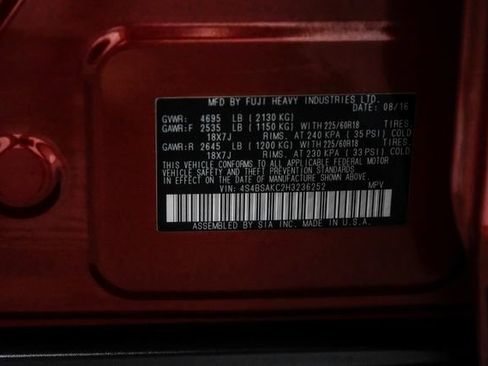 MFD BY FUJI HEAVY INDUSTRIES LTD.
DATE: 08/16
GVWR: 4695 LB (2130 KG)
GAWR:F 2535 LB (1150 KG) WITH 225/60R18 TIRES.
18X7J RIMS. AT 240 KPA (35 PSI) COLD
GAWR:R 2645 LB (1200 KG) WITH 225/60R18 TIRES.
18X7J RIMS. AT 230 KPA (33 PSI) COLD
THIS VEHICLE CONFORMS TO ALL APPLICABLE FEDERAL MOTOR
VEHICLE SAFETY AND THEFT PREVENTION STANDARDS
IN EFFECT ON THE DATE OF MANUFACTURE SHOWN ABOVE.
VIN: 4S4BSAKC2H3236252 MPV
ASSEMBLED BY SIA INC. MADE IN U.S.A.